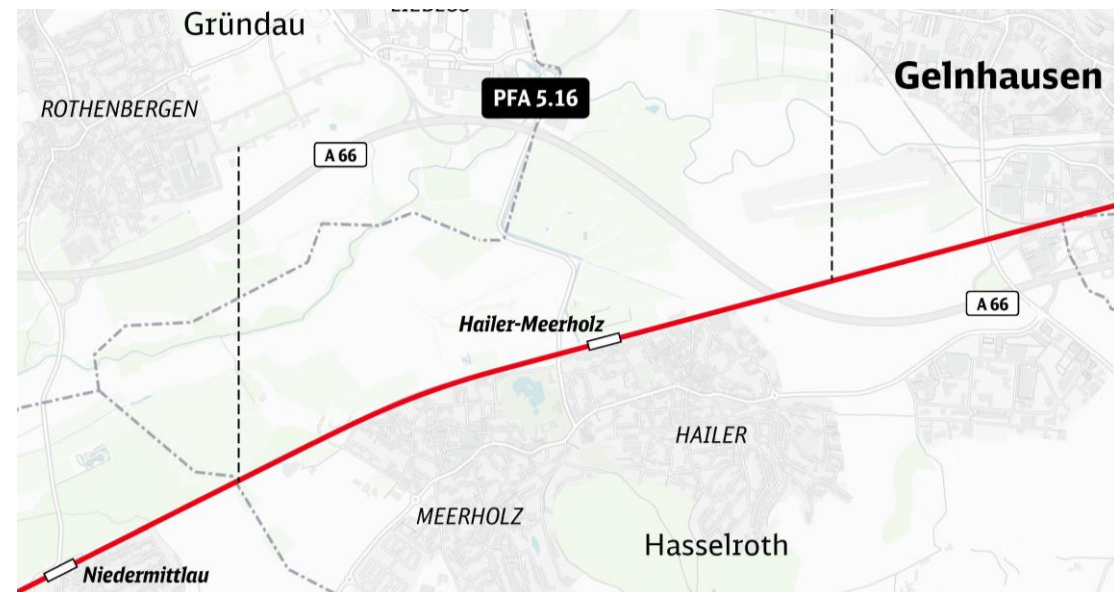 Gründau
PFA 5.16
Gelnhausen
ROTHENBERGEN
A 66
A 66
Hailer-Meerholz
HAILER
MEERHOLZ
Hasselroth
Niedermittlau